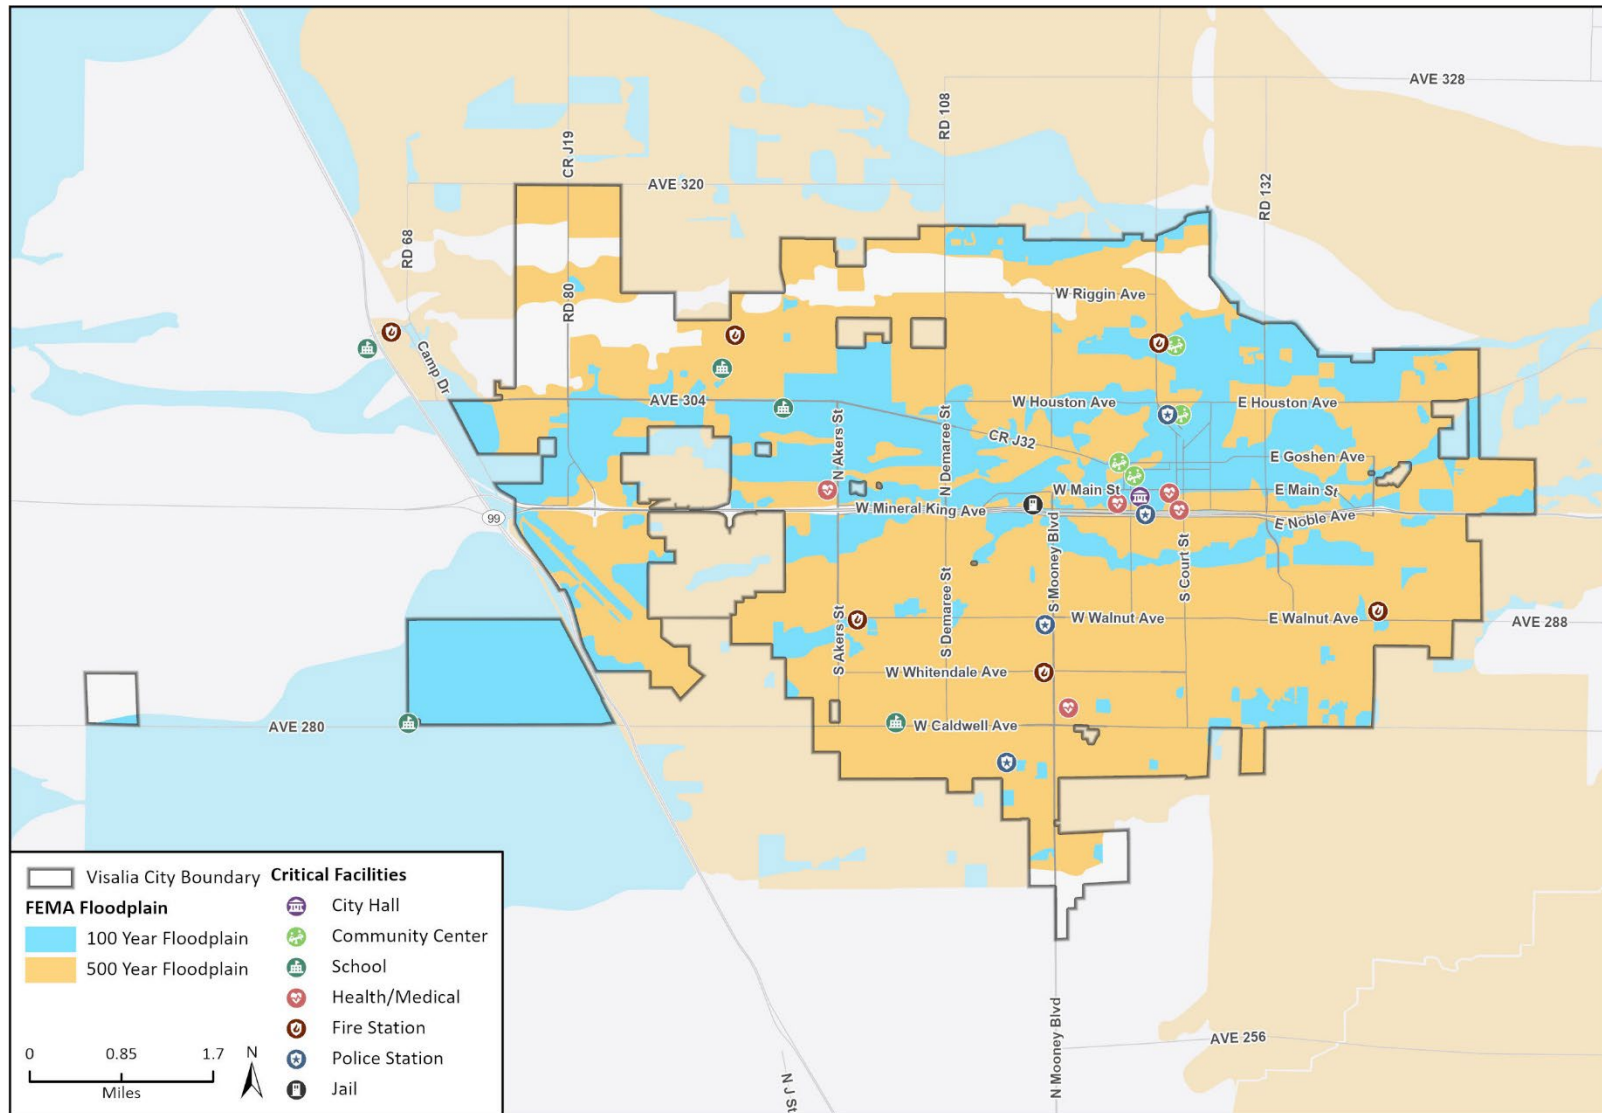 AVE 328
RD 108
CR J19
RD 132
AVE 320
RD 68
RD 80
W Riggin Ave
Camp Dr
AVE 304
W Houston Ave
E Houston Ave
N Akers St
N Demaree St
CR J32
E Goshen Ave
W Main St
E Main St
W Mineral King Ave
E Noble Ave
99
S Mooney Blvd
S Court St
S Akers St
S Demaree St
W Walnut Ave
E Walnut Ave
AVE 288
W Whitendale Ave
AVE 280
W Caldwell Ave
N Mooney Blvd
AVE 256
N J St
Visalia City Boundary
FEMA Floodplain
100 Year Floodplain
500 Year Floodplain
0 0.85 1.7
Miles
N
Critical Facilities
City Hall
Community Center
School
Health/Medical
Fire Station
Police Station
Jail